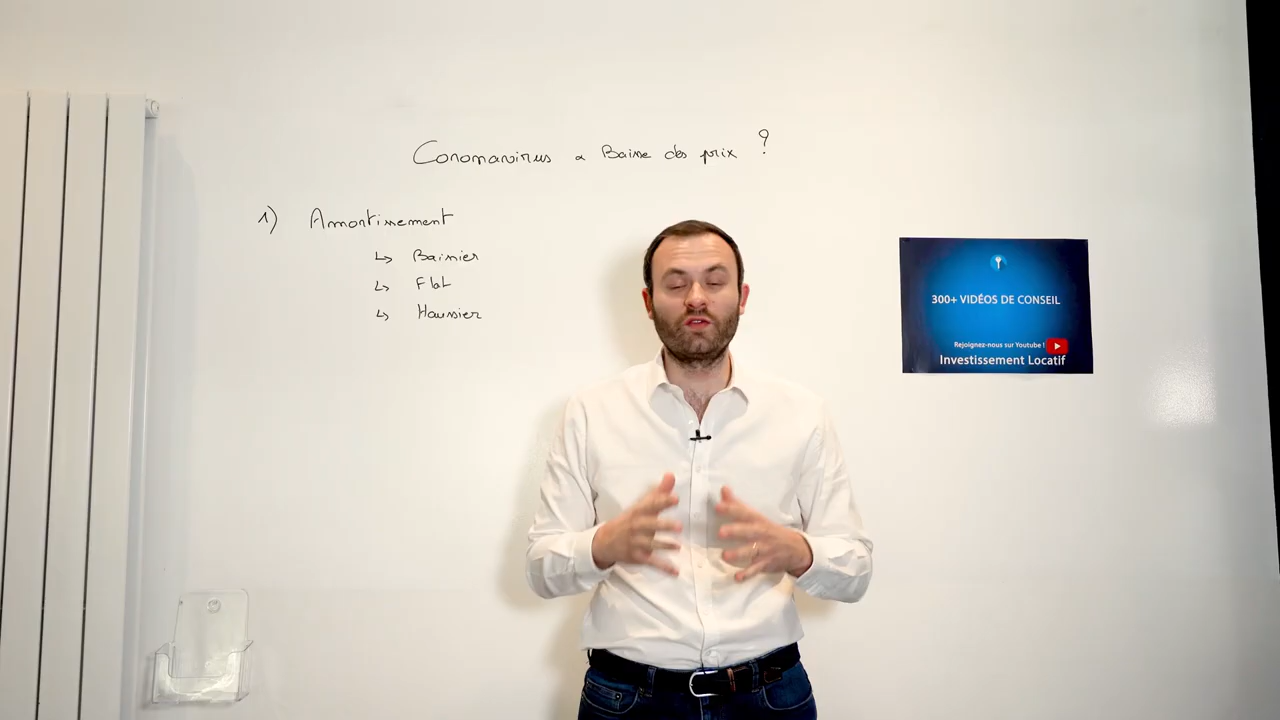 Coronavirus & Baisse des prix ?
1) Amortissement
↳ Baissier
↳ Flat
↳ Haussier
300+ VIDÉOS DE CONSEIL
Rejoignez-nous sur Youtube !
Investissement Locatif